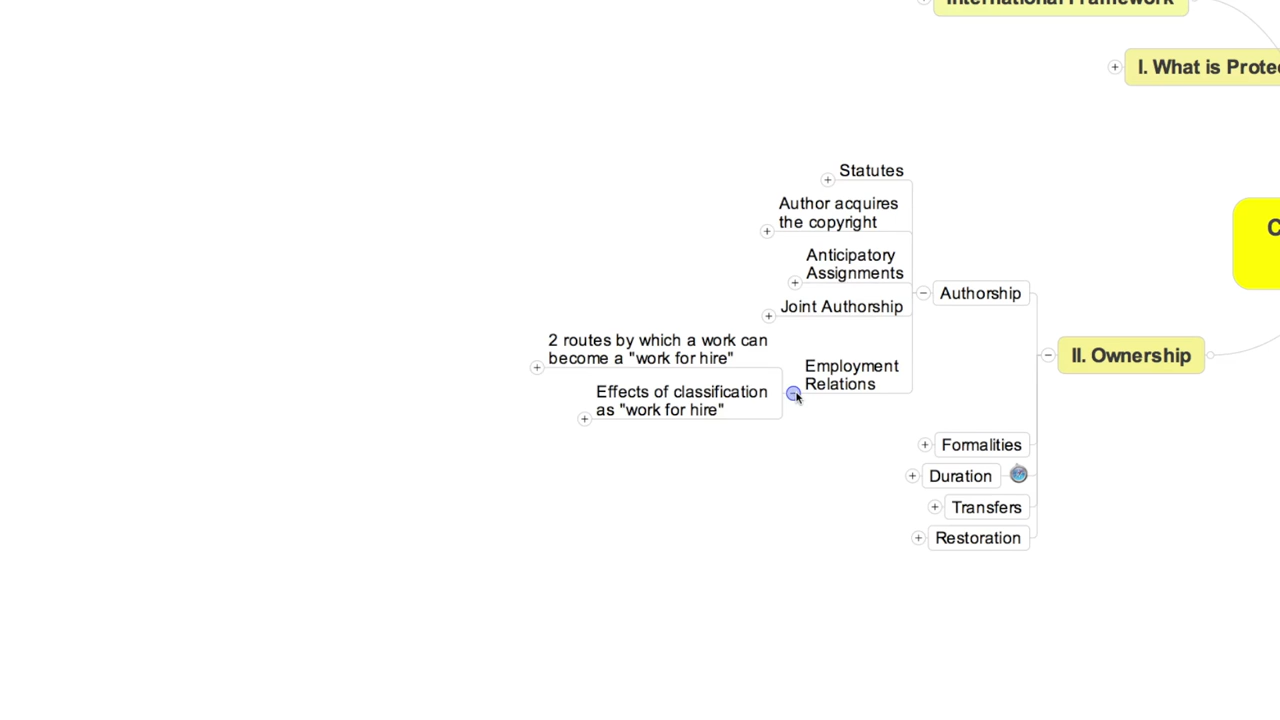 International Framework
I. What is Prote
Statutes
Author acquires
the copyright
Anticipatory
Assignments
Authorship
Joint Authorship
2 routes by which a work can
become a "work for hire"
II. Ownership
Employment
Relations
Effects of classification
as "work for hire"
Formalities
Duration
Transfers
Restoration
C